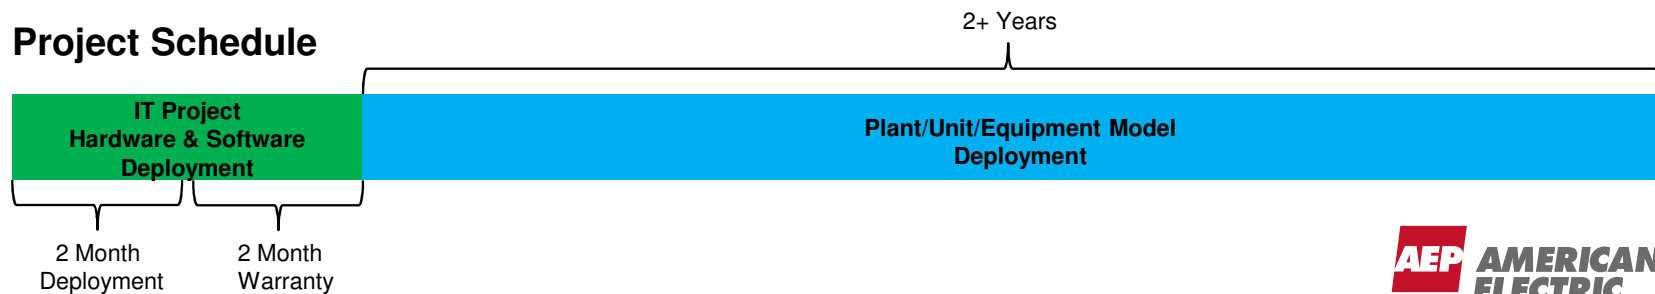 2+ Years
Project Schedule
IT Project
Hardware & Software
Deployment
Plant/Unit/Equipment Model
Deployment
2 Month
Deployment
2 Month
Warranty
AEP
AMERICAN
ELECTRIC